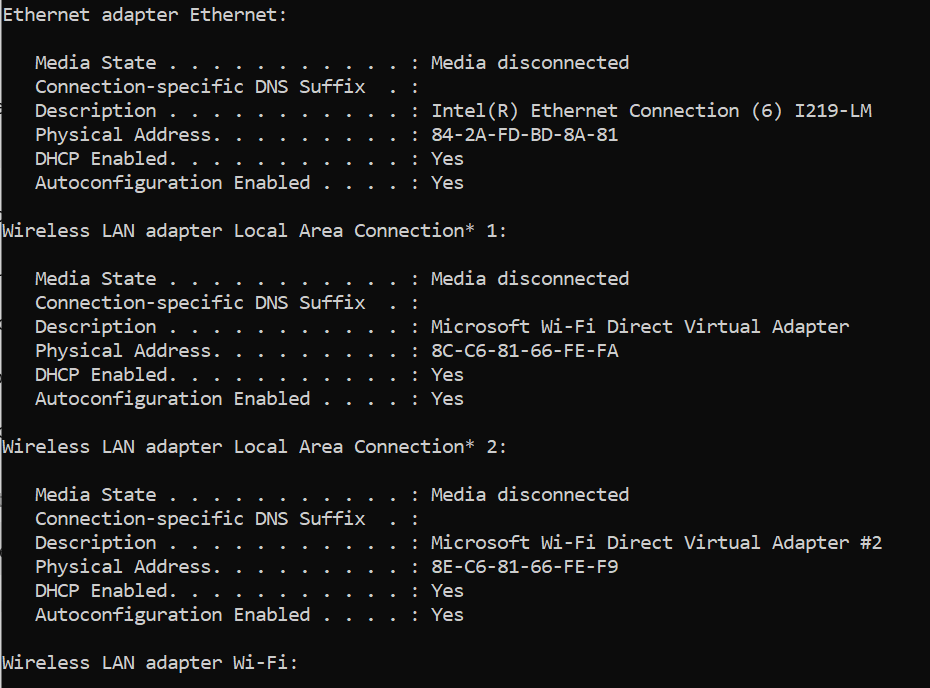 Ethernet adapter Ethernet:
Media State . . . . . . . . . . . : Media disconnected
Connection-specific DNS Suffix  . :
Description . . . . . . . . . . . : Intel(R) Ethernet Connection (6) I219-LM
Physical Address. . . . . . . . . : 84-2A-FD-BD-8A-81
DHCP Enabled. . . . . . . . . . . : Yes
Autoconfiguration Enabled . . . . : Yes
Wireless LAN adapter Local Area Connection* 1:
Media State . . . . . . . . . . . : Media disconnected
Connection-specific DNS Suffix  . :
Description . . . . . . . . . . . : Microsoft Wi-Fi Direct Virtual Adapter
Physical Address. . . . . . . . . : 8C-C6-81-66-FE-FA
DHCP Enabled. . . . . . . . . . . : Yes
Autoconfiguration Enabled . . . . : Yes
Wireless LAN adapter Local Area Connection* 2:
Media State . . . . . . . . . . . : Media disconnected
Connection-specific DNS Suffix  . :
Description . . . . . . . . . . . : Microsoft Wi-Fi Direct Virtual Adapter #2
Physical Address. . . . . . . . . : 8E-C6-81-66-FE-F9
DHCP Enabled. . . . . . . . . . . : Yes
Autoconfiguration Enabled . . . . : Yes
Wireless LAN adapter Wi-Fi: